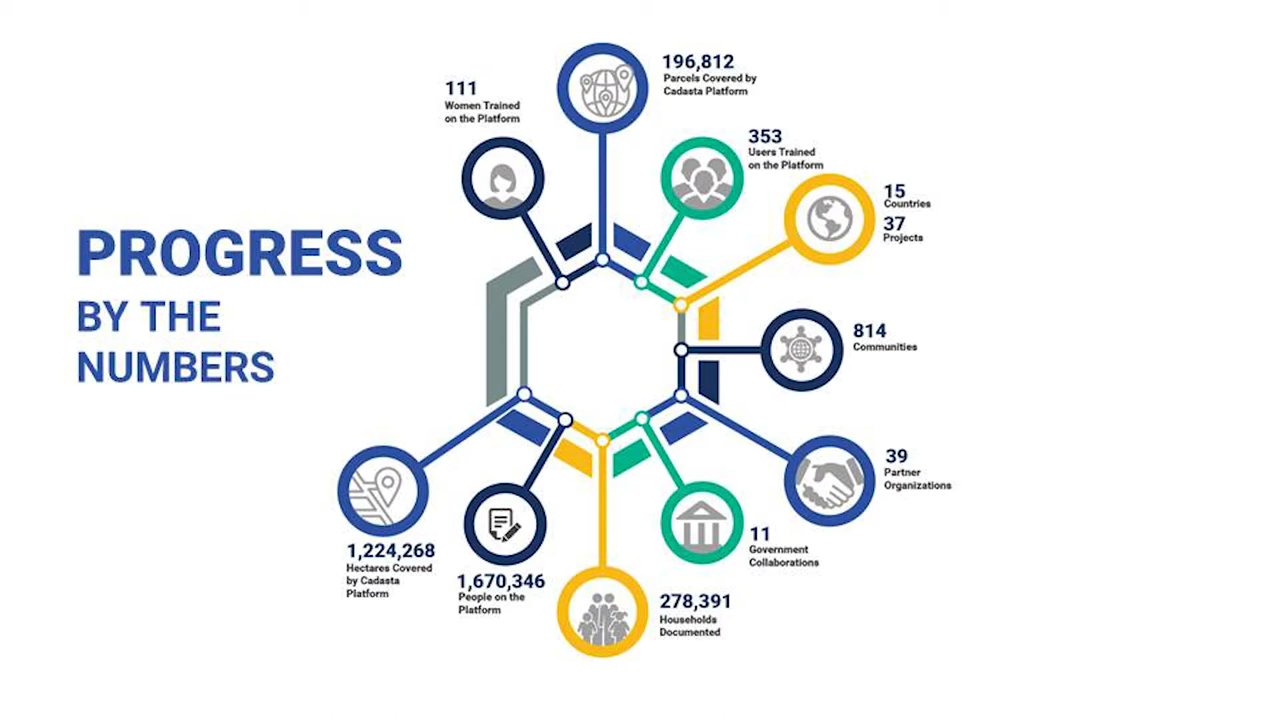 PROGRESS
BY THE
NUMBERS
196,812
Parcels Covered by
Cadasta Platform
353
Users Trained
on the Platform
15
Countries
37
Projects
814
Communities
39
Partner
Organizations
11
Government
Collaborations
278,391
Households
Documented
1,670,346
People on the
Platform
1,224,268
Hectares Covered
by Cadasta
Platform
111
Women Trained
on the Platform